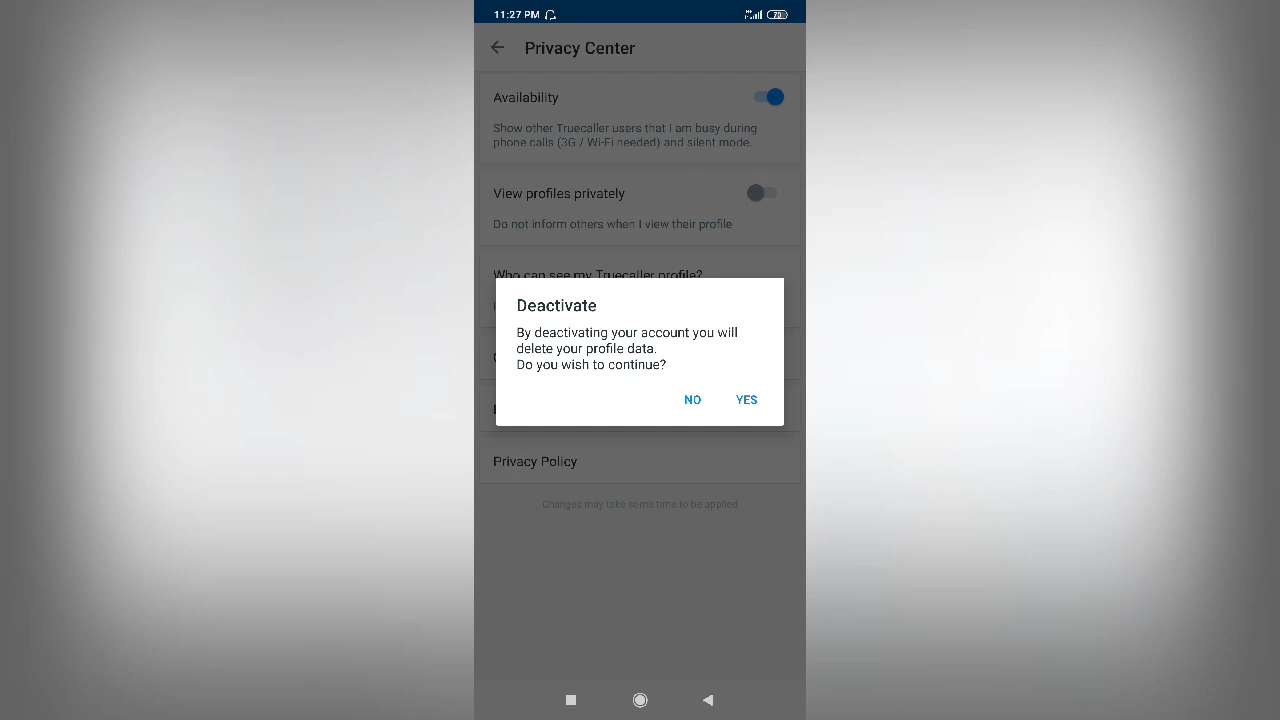 11:27 PM
70
Privacy Center
Availability
Show other Truecaller users that I am busy during
phone calls (3G / Wi-Fi needed) and silent mode.
View profiles privately
Do not inform others when I view their profile
Who can see my Truecaller profile?
Deactivate
By deactivating your account you will
delete your profile data.
Do you wish to continue?
NO YES
Privacy Policy
Changes may take some time to be applied